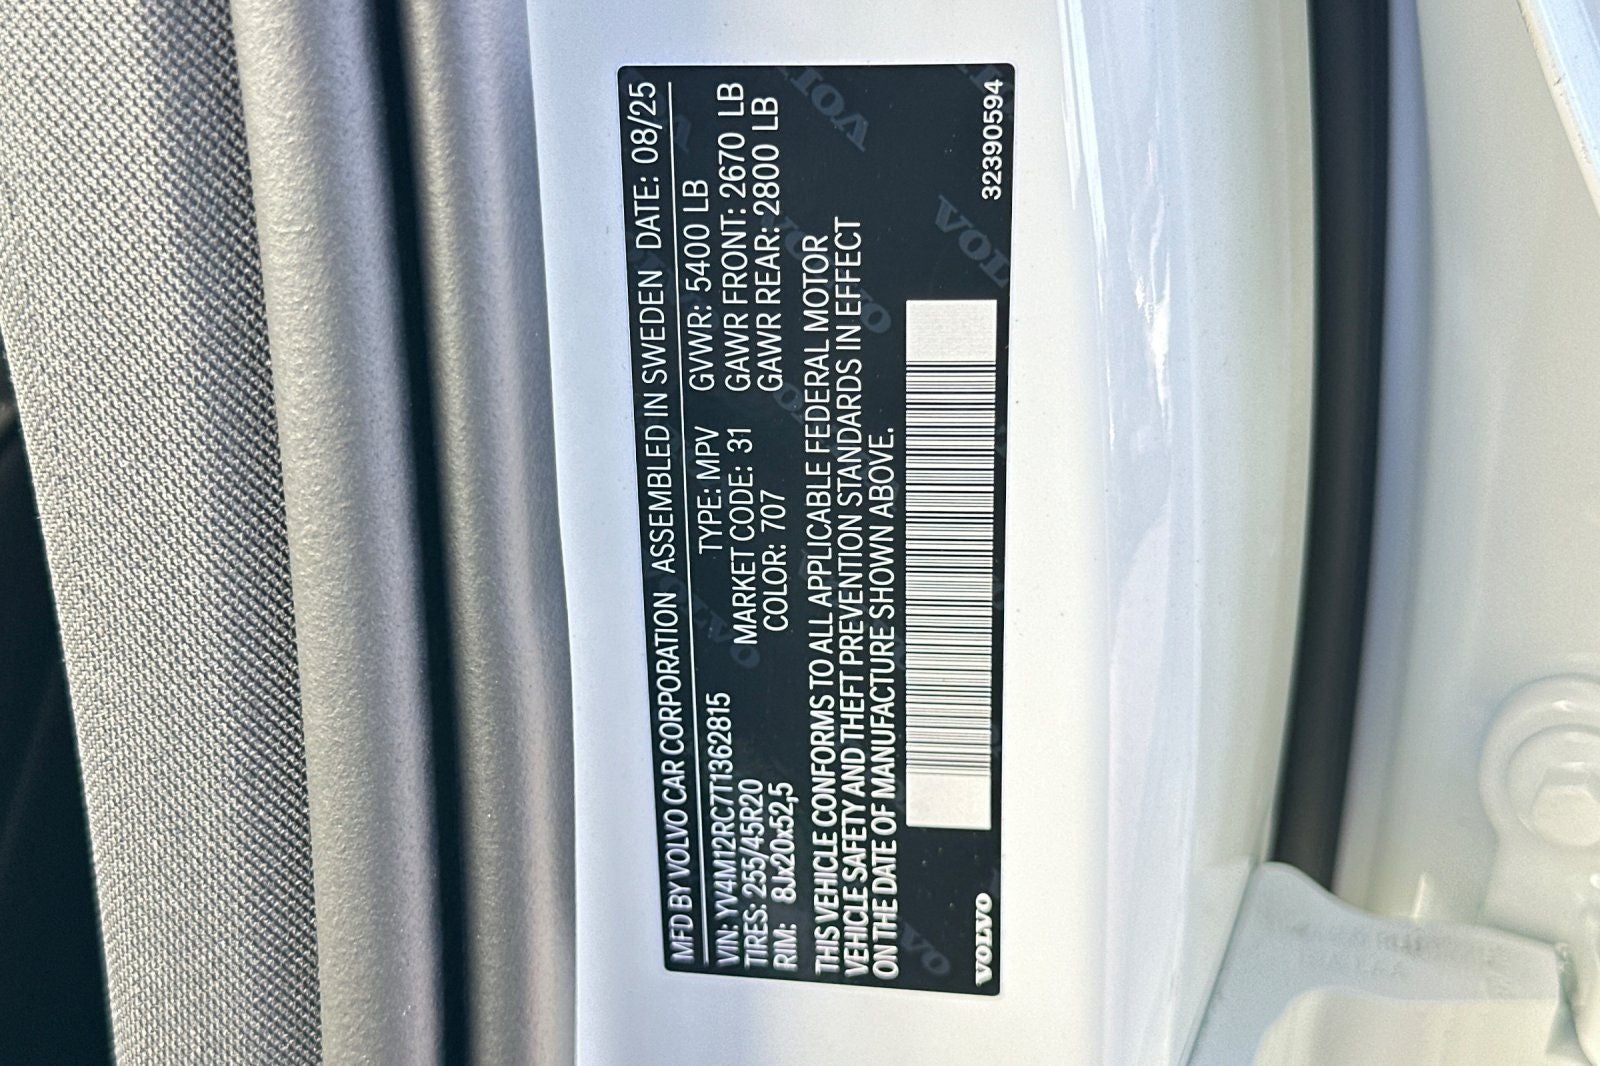 MFD BY VOLVO CAR CORPORATION ASSEMBLED IN SWEDEN DATE: 08/25
VIN: YV4M12RC7T1362815 TYPE: MPV GVWR: 5400 LB
TIRES: 255/45R20 MARKET CODE: 31 GAWR FRONT: 2670 LB
RIM: 8Jx20x52,5 COLOR: 707 GAWR REAR: 2800 LB
THIS VEHICLE CONFORMS TO ALL APPLICABLE FEDERAL MOTOR
VEHICLE SAFETY AND THEFT PREVENTION STANDARDS IN EFFECT
ON THE DATE OF MANUFACTURE SHOWN ABOVE.
VOLVO 32390594